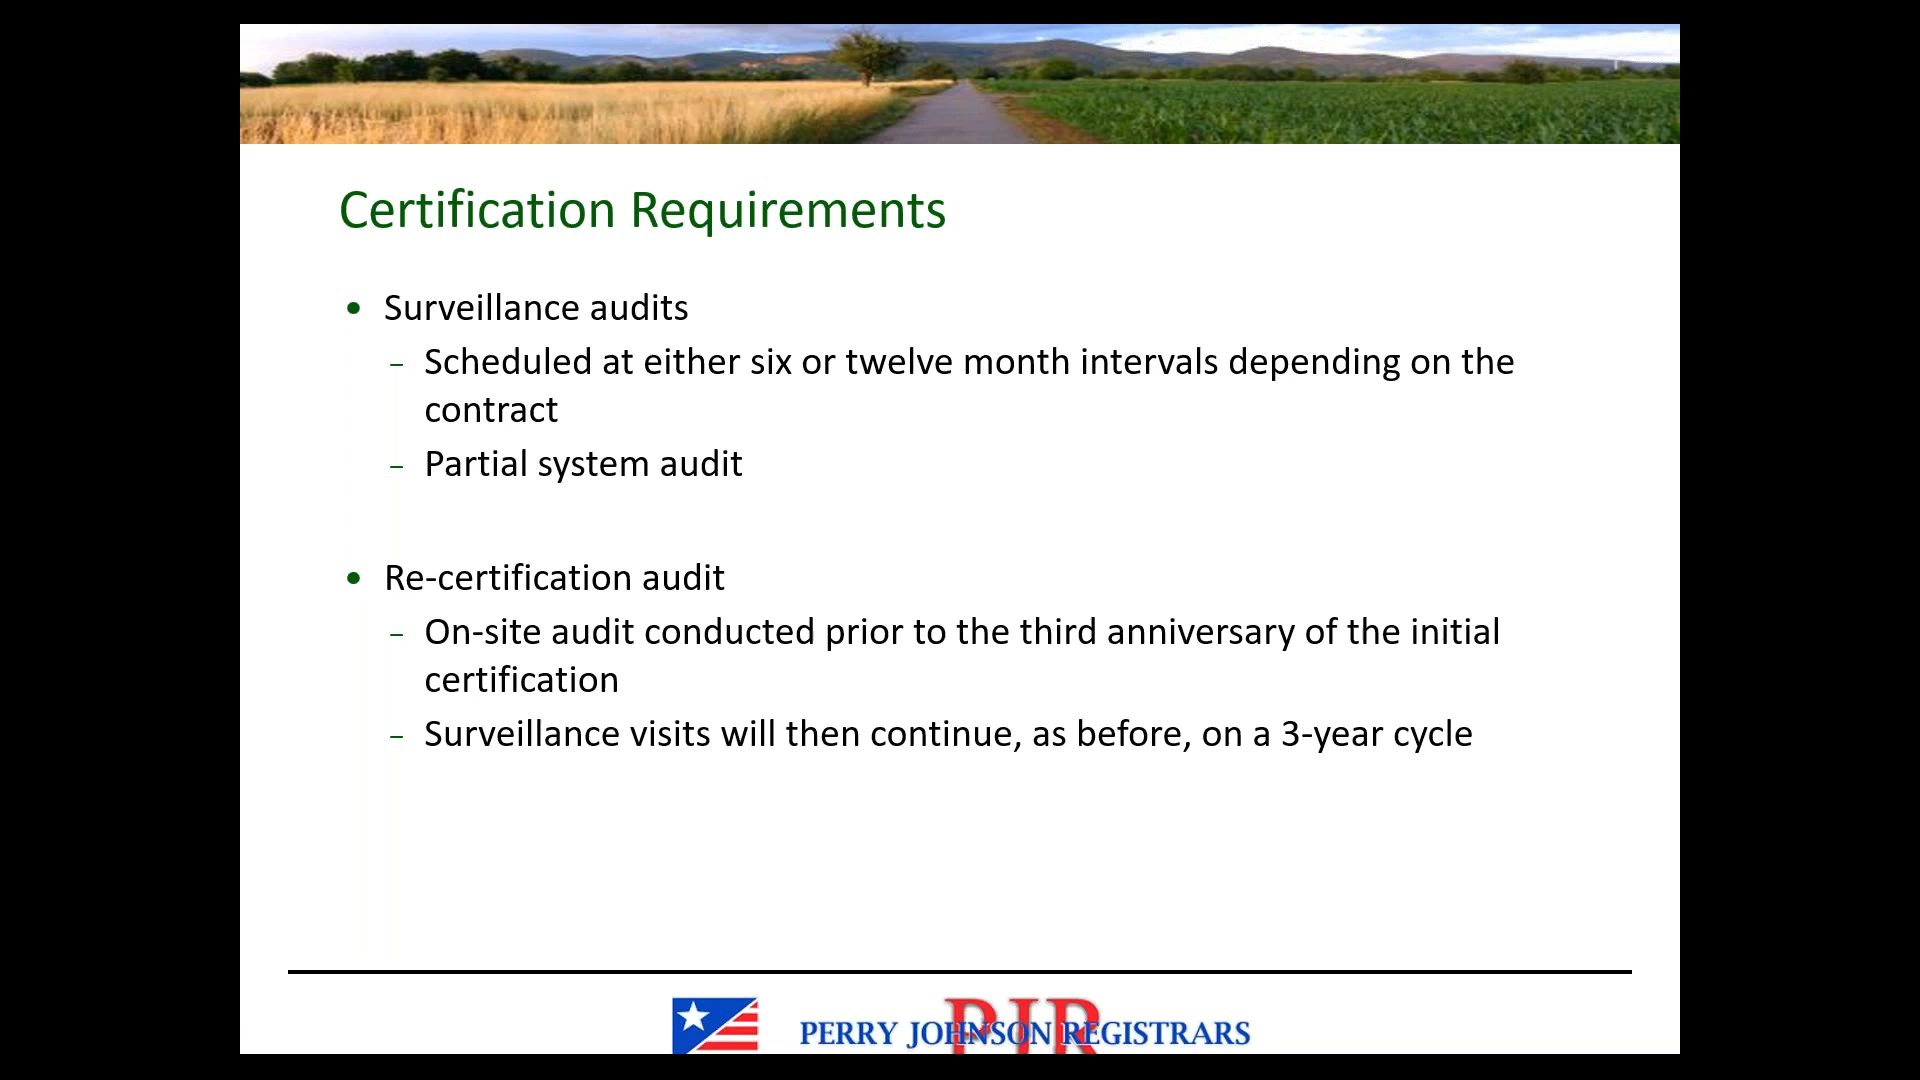 Certification Requirements
• Surveillance audits
– Scheduled at either six or twelve month intervals depending on the
contract
– Partial system audit
• Re-certification audit
– On-site audit conducted prior to the third anniversary of the initial
certification
– Surveillance visits will then continue, as before, on a 3-year cycle
PJR
PERRY JOHNSON REGISTRARS